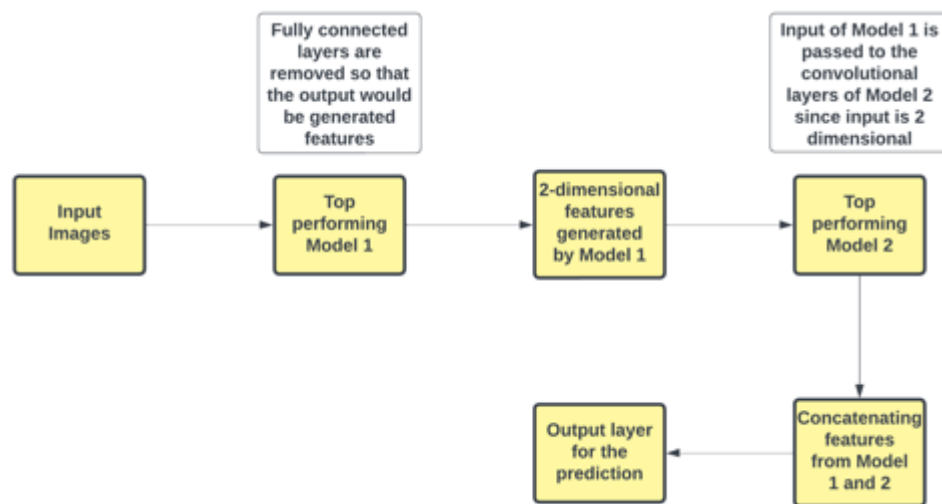 Fully connected
layers are
removed so that
the output would
be generated
features
Input of Model 1 is
passed to the
convolutional
layers of Model 2
since input is 2
dimensional
Input
Images
Top
performing
Model 1
2-dimensional
features
generated
by Model 1
Top
performing
Model 2
Concatenating
features
from Model
1 and 2
Output layer
for the
prediction